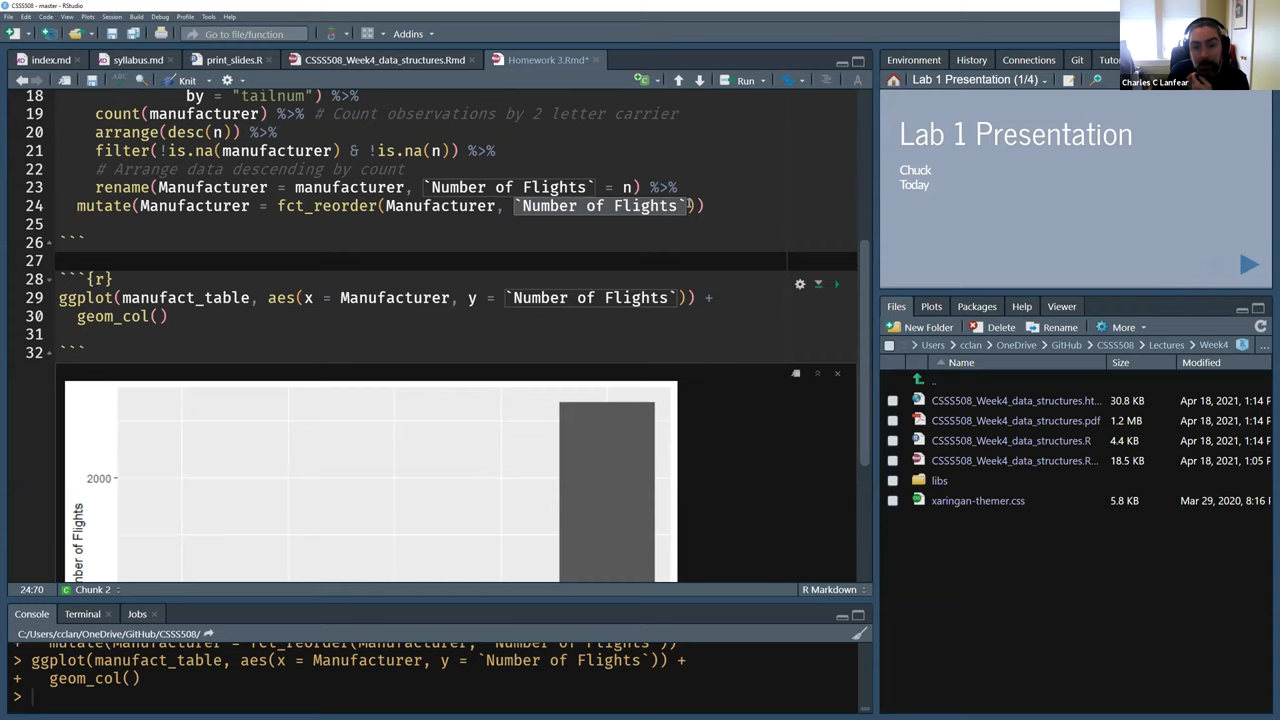 CSSS508 - master - RStudio
File Edit Code View Plots Session Build Debug Profile Tools Help
Go to file/function
Addins
index.md
syllabus.md
print_slides.R
CSSS508_Week4_data_structures.Rmd
Homework 3.Rmd*
Knit
Run
18 by = "tailnum") %>%
19 count(manufacturer) %>% # Count observations by 2 letter carrier
20 arrange(desc(n)) %>%
21 filter(!is.na(manufacturer) & !is.na(n)) %>%
22 # Arrange data descending by count
23 rename(Manufacturer = manufacturer, `Number of Flights` = n) %>%
24 mutate(Manufacturer = fct_reorder(Manufacturer, `Number of Flights`))
25
26 ```
27
28 ```{r}
29 ggplot(manufact_table, aes(x = Manufacturer, y = `Number of Flights`)) +
30 geom_col()
31
32 ```
2000
mber of Flights
24:70
Chunk 2
R Markdown
Console Terminal Jobs
C:/Users/cclan/OneDrive/GitHub/CSSS508/
+ mutate(Manufacturer = fct_reorder(Manufacturer, `Number of Flights`))
> ggplot(manufact_table, aes(x = Manufacturer, y = `Number of Flights`)) +
+ geom_col()
>
Charles C Lanfear
Environment History Connections Git Tutor
Lab 1 Presentation (1/4)
Lab 1 Presentation
Chuck
Today
Files Plots Packages Help Viewer
New Folder Delete Rename More
Users cclan OneDrive GitHub CSSS508 Lectures Week4 ...
Name Size Modified
..
CSSS508_Week4_data_structures.ht... 30.8 KB Apr 18, 2021, 1:14 P
CSSS508_Week4_data_structures.pdf 1.2 MB Apr 18, 2021, 1:14 P
CSSS508_Week4_data_structures.R 4.4 KB Apr 18, 2021, 1:14 P
CSSS508_Week4_data_structures.R... 18.5 KB Apr 18, 2021, 1:05 P
libs
xaringan-themer.css 5.8 KB Mar 29, 2020, 8:16 P